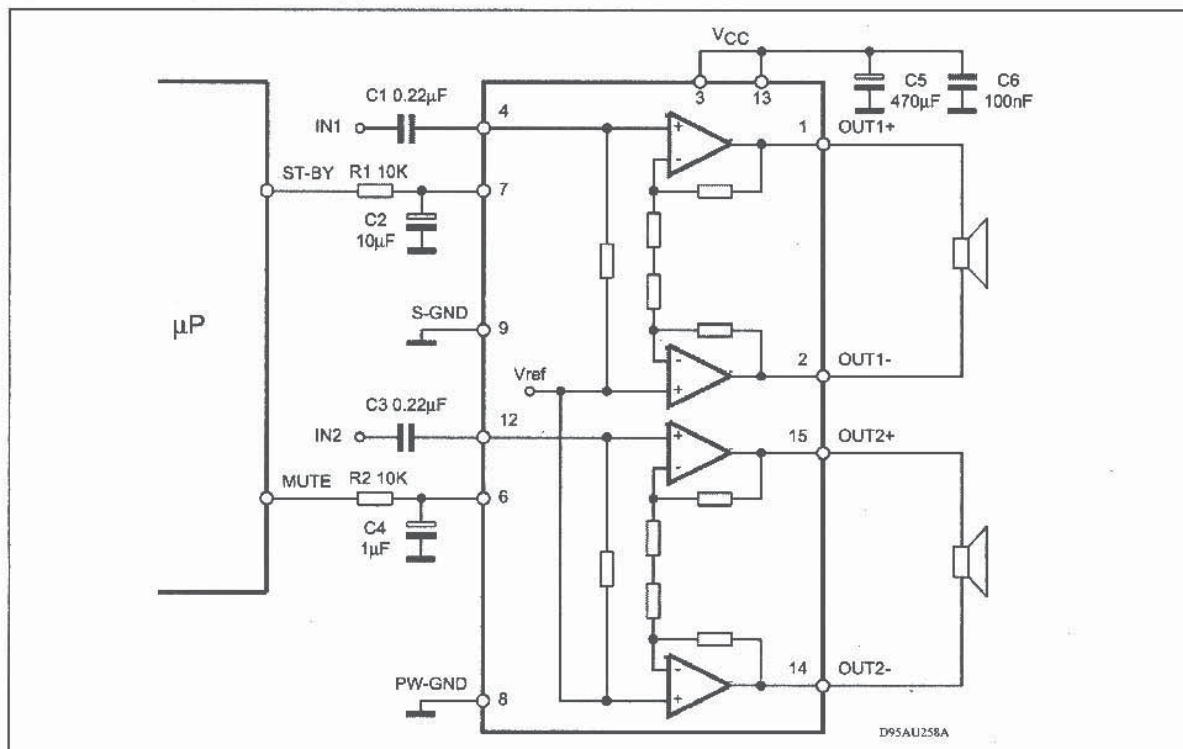 VCC
3
13
C5
470µF
C6
100nF
C1 0.22µF
IN1
4
1
OUT1+
ST-BY
R1 10K
7
C2
10µF
+
-
µP
S-GND
9
-
+
2
OUT1-
Vref
C3 0.22µF
IN2
12
+
-
15
OUT2+
MUTE
R2 10K
6
C4
1µF
-
+
14
OUT2-
PW-GND
8
D95AU258A